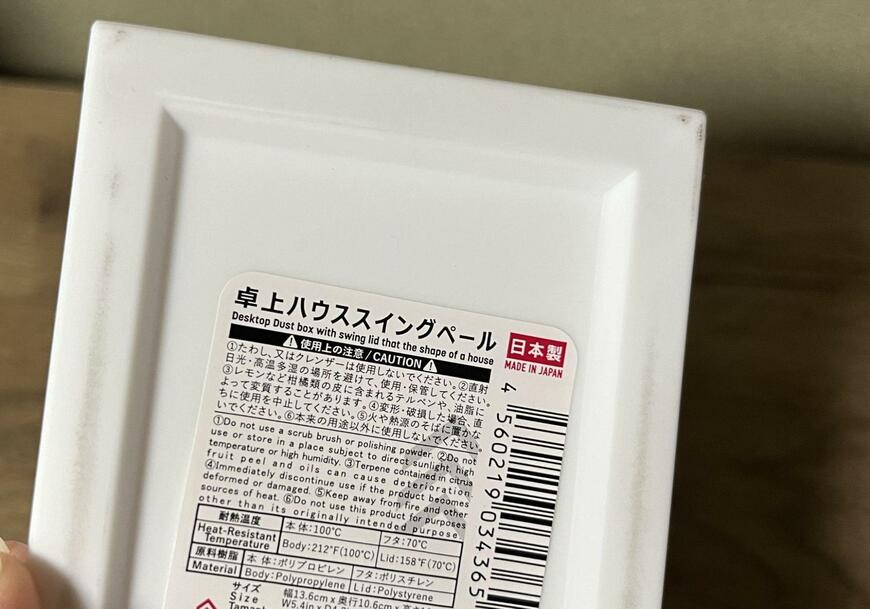 卓上ハウススイングペール
Desktop Dust box with swing lid that the shape of a house
使用上の注意/CAUTION
日本製
MADE IN JAPAN
①たわし、又はクレンザーは使用しないでください。②直射
日光・高温多湿の場所を避けて、使用・保管してください。
③レモンなど柑橘類の皮に含まれるテルペンや、油脂に
よって変質することがあります。④変形・破損した場合、直
ちに使用を中止してください。⑤火や熱源のそばに置かな
いでください。⑥本来の用途以外に使用しないでください。
①Do not use a scrub brush or polishing powder. ②Do not
use or store in a place subject to direct sunlight, high
temperature or high humidity. ③Terpene contained in citrus
fruit peel and oils can cause deterioration.
④Immediately discontinue use if the product becomes
deformed or damaged. ⑤Keep away from fire and other
sources of heat. ⑥Do not use this product for purposes
other than its originally intended purpose.
耐熱温度 本体:100℃ フタ:70℃
Heat-Resistant Temperature Body:212°F(100℃) Lid:158°F(70℃)
原料樹脂 本体:ポリプロピレン フタ:ポリスチレン
Material Body:Polypropylene Lid:Polystyrene
サイズ
Size
幅13.6cm×奥行10.6cm×高さ
4 560219 034365